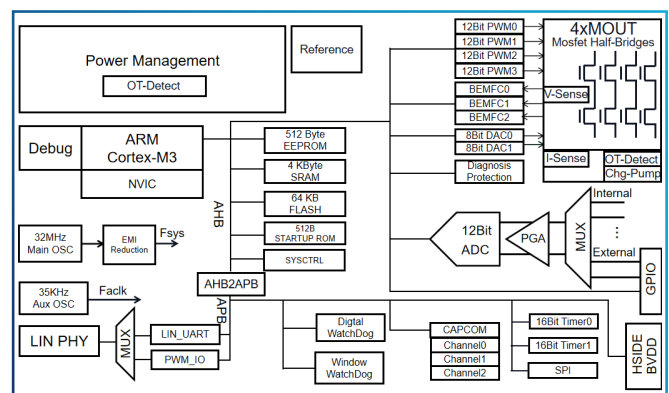 Power Management
OT-Detect
Reference
12Bit PWM0
12Bit PWM1
12Bit PWM2
12Bit PWM3
BEMFC0
BEMFC1
BEMFC2
8Bit DAC0
8Bit DAC1
Diagnosis
Protection
4xMOUT
Mosfet Half-Bridges
V-Sense
I-Sense
OT-Detect
Chg-Pump
Debug
ARM
Cortex-M3
NVIC
512 Byte
EEPROM
4 KByte
SRAM
64 KB
FLASH
512B
STARTUP ROM
SYSCTRL
AHB
AHB2APB
APB
12Bit
ADC
PGA
MUX
Internal
...
External
GPIO
32MHz
Main OSC
EMI
Reduction
Fsys
35KHz
Aux OSC
Faclk
LIN PHY
MUX
LIN_UART
PWM_IO
Digtal
WatchDog
Window
WatchDog
CAPCOM
Channel0
Channel1
Channel2
16Bit Timer0
16Bit Timer1
SPI
HSIDE
BVDD